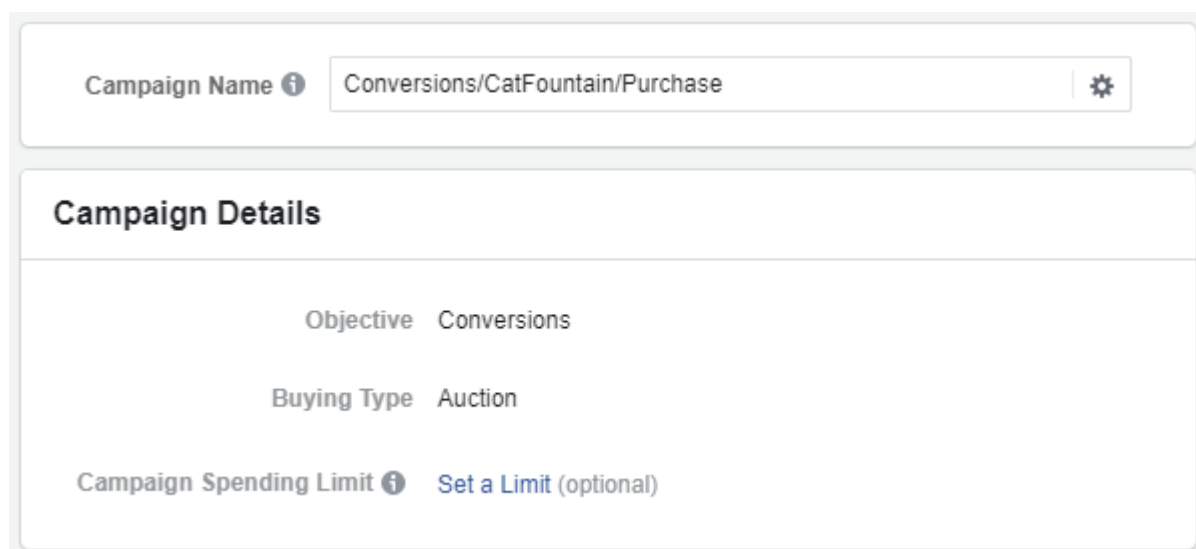 Campaign Name Conversions/CatFountain/Purchase
Campaign Details
Objective Conversions
Buying Type Auction
Campaign Spending Limit Set a Limit (optional)